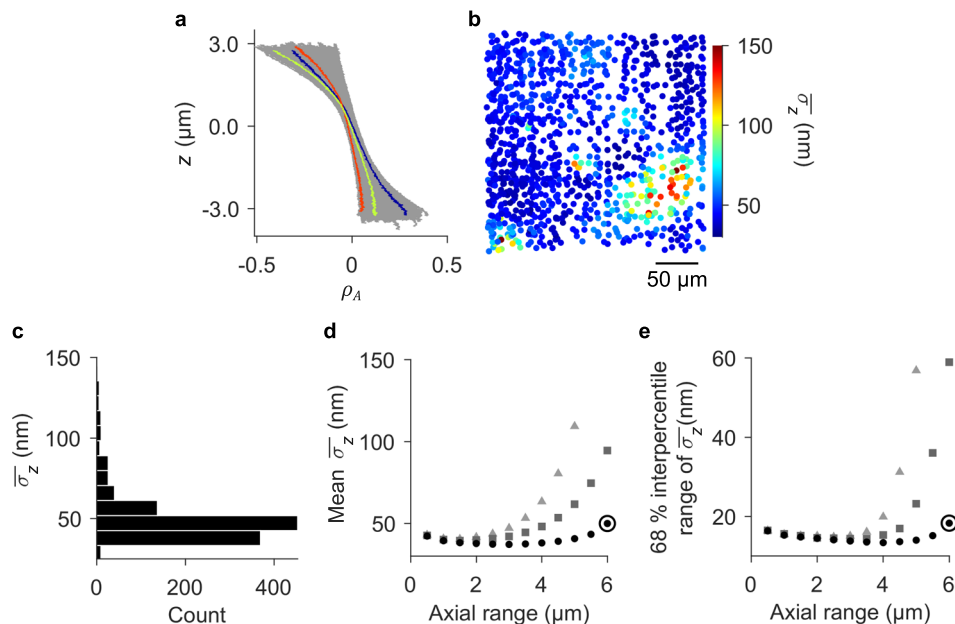 a
3.0
0.0
-3.0
z (µm)
-0.5
0
0.5
ρA
b
150
100
50
σz (nm)
50 µm
c
150
100
50
σz (nm)
0
200
400
Count
d
150
100
50
Mean σz (nm)
0
2
4
6
Axial range (µm)
e
60
40
20
68 % interpercentile
range of σz(nm)
0
2
4
6
Axial range (µm)